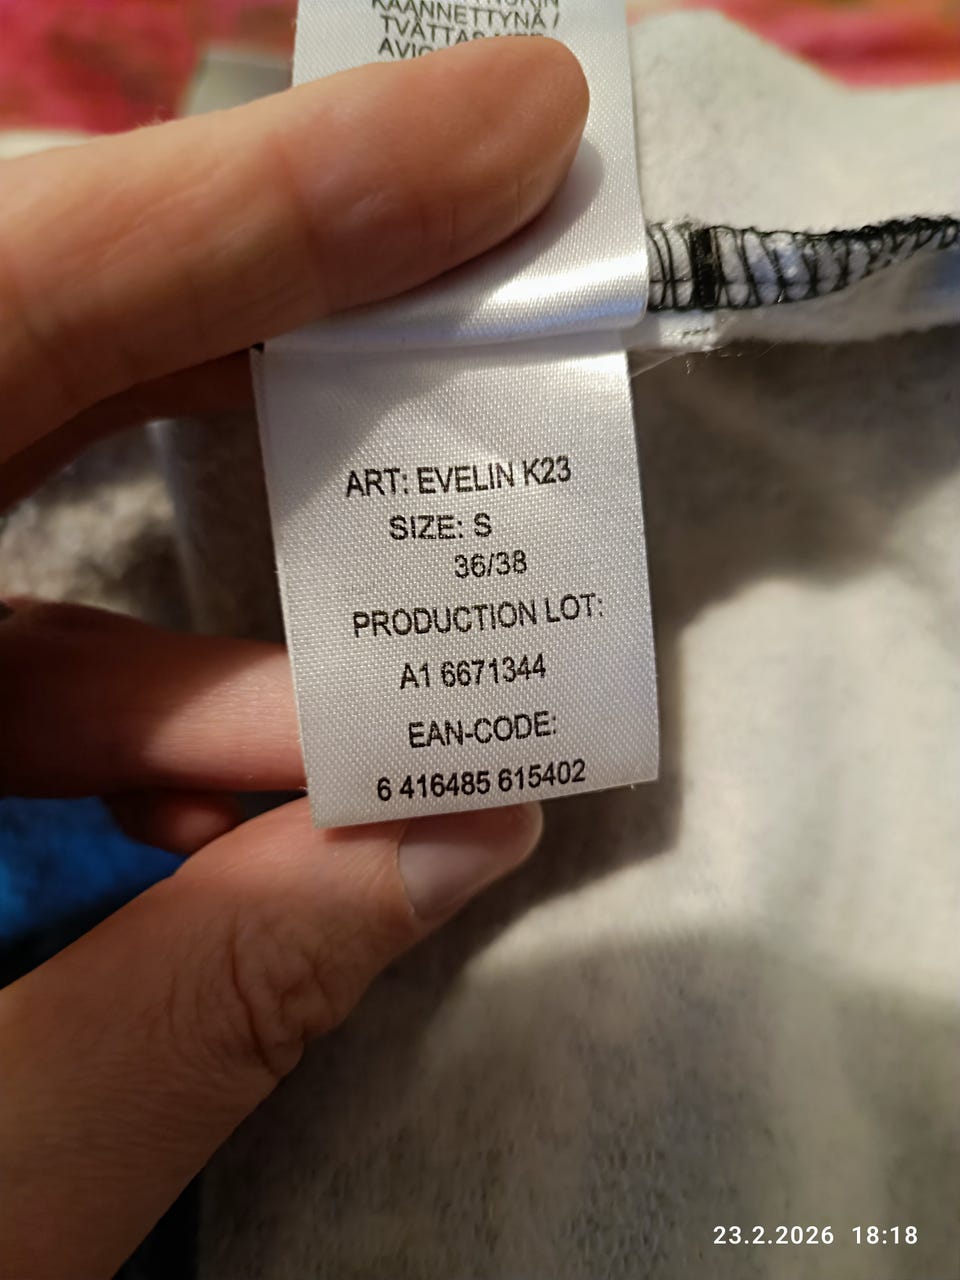 KÄÄNNETTYNÄ /
ART: EVELIN K23
SIZE: S
36/38
PRODUCTION LOT:
A1 6671344
EAN-CODE:
6 416485 615402
23.2.2026 18:18